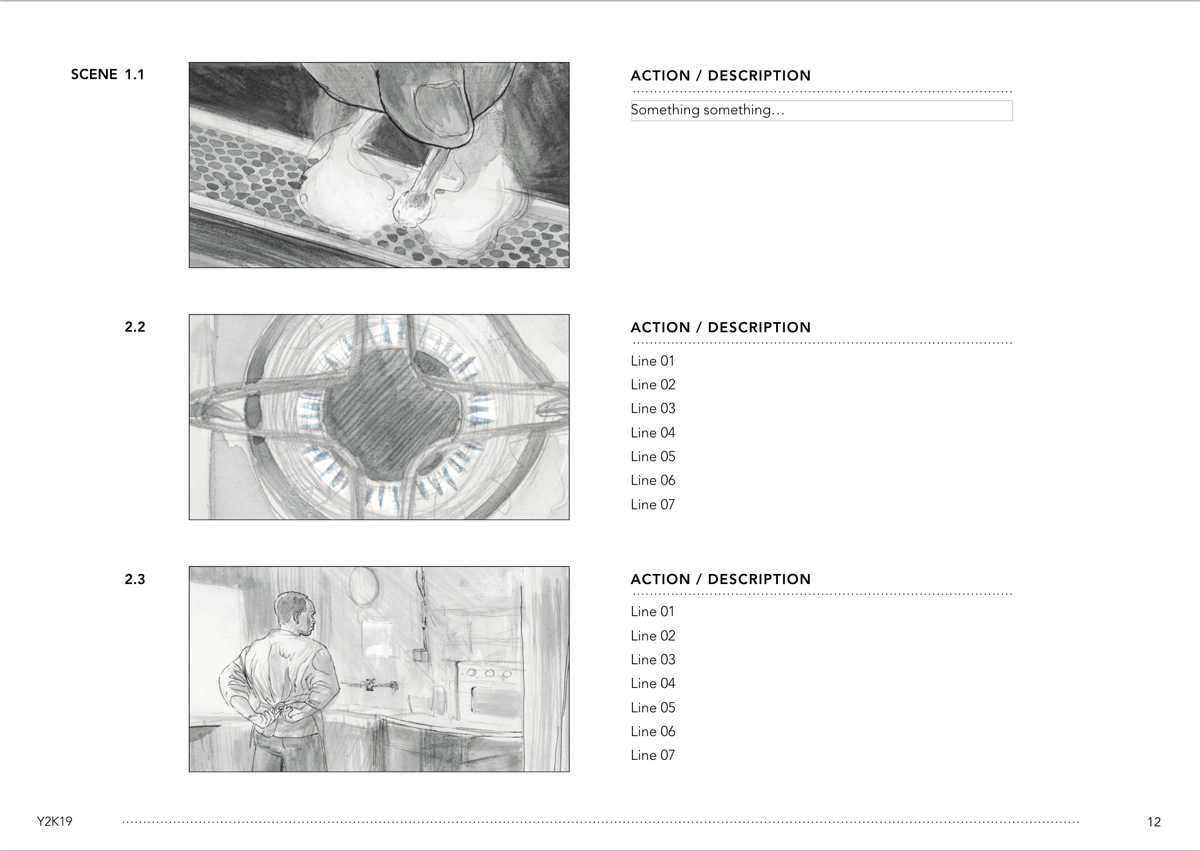 SCENE 1.1
ACTION / DESCRIPTION
Something something…
2.2
ACTION / DESCRIPTION
Line 01
Line 02
Line 03
Line 04
Line 05
Line 06
Line 07
2.3
ACTION / DESCRIPTION
Line 01
Line 02
Line 03
Line 04
Line 05
Line 06
Line 07
Y2K19
12